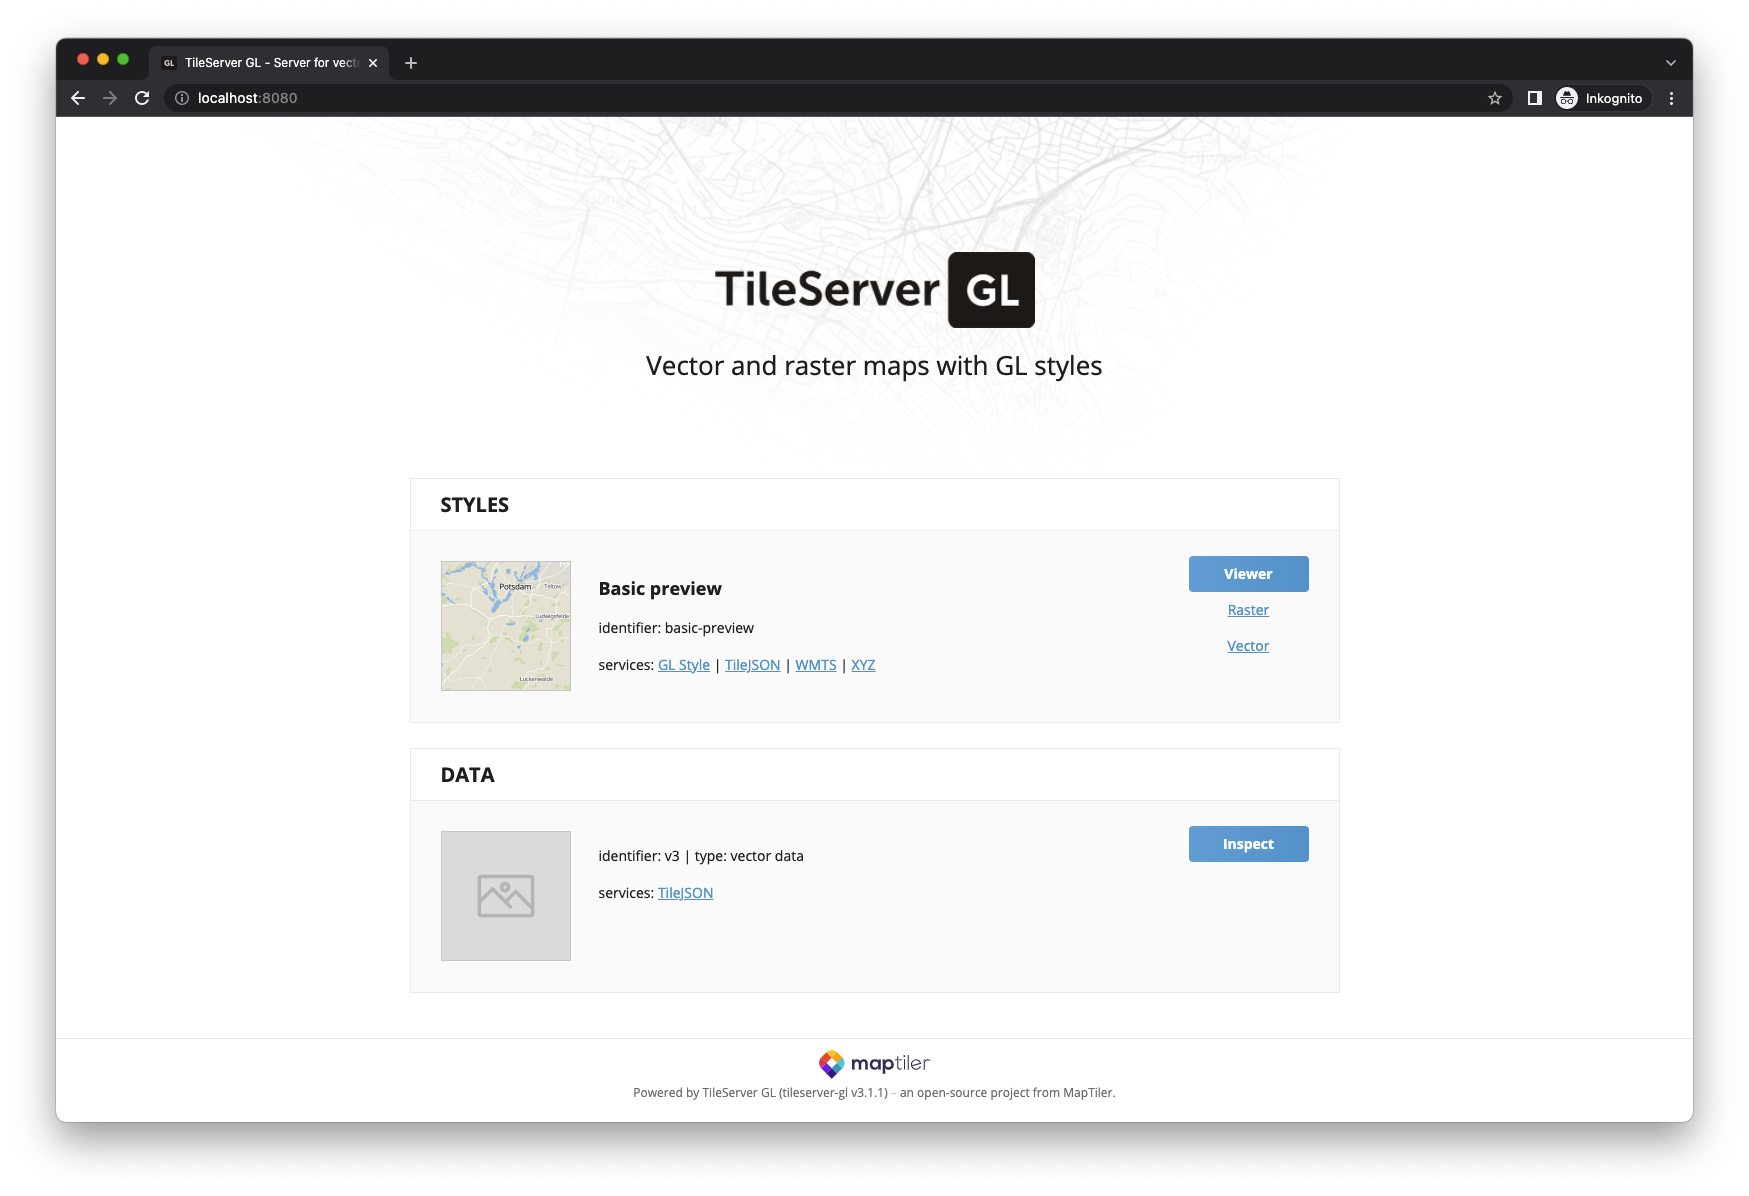 GL TileServer GL - Server for vect
localhost:8080
Inkognito
TileServer GL
Vector and raster maps with GL styles
STYLES
Potsdam
Teltow
Ludwigsfelde
Luckenwalde
Basic preview
identifier: basic-preview
services: GL Style | TileJSON | WMTS | XYZ
Viewer
Raster
Vector
DATA
identifier: v3 | type: vector data
services: TileJSON
Inspect
maptiler
Powered by TileServer GL (tileserver-gl v3.1.1) – an open-source project from MapTiler.